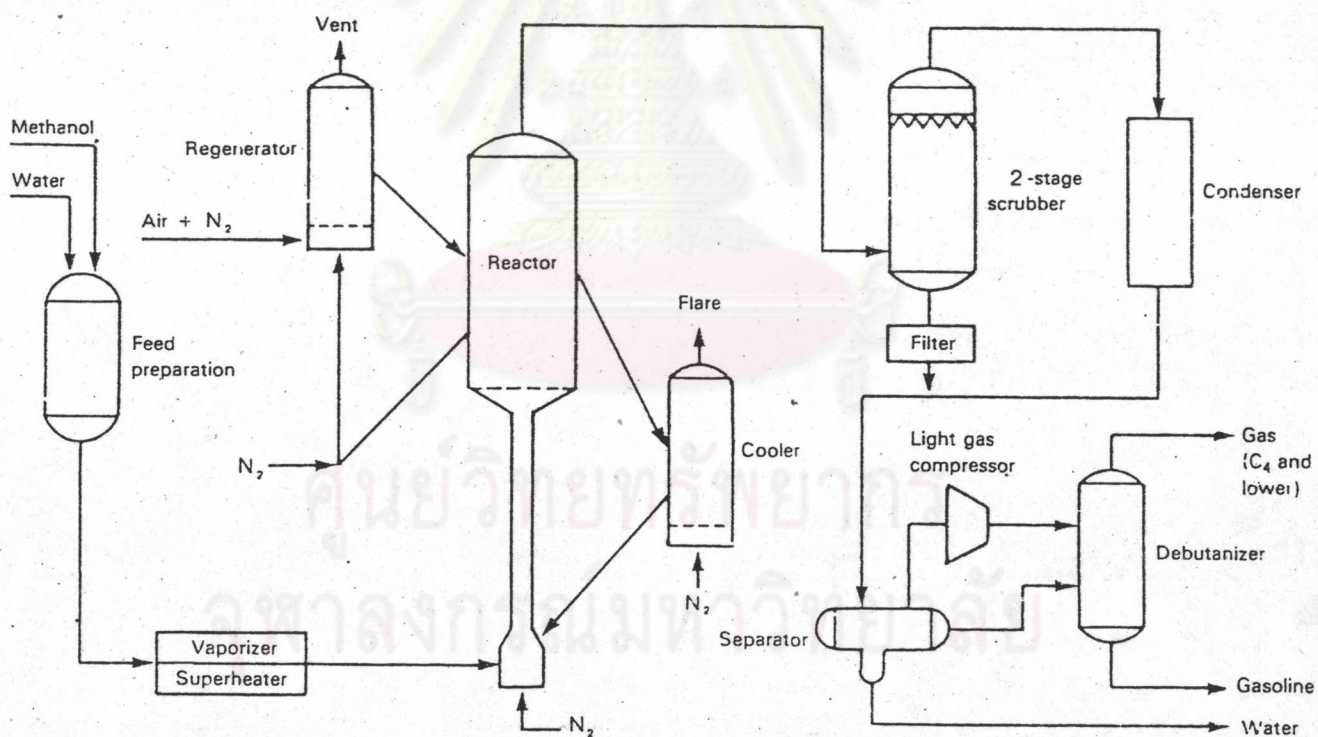 Vent
Methanol
Water
Regenerator
Air + N₂
Reactor
2-stage
scrubber
Condenser
Feed
preparation
Flare
Filter
Cooler
Light gas
compressor
Gas
(C₄ and
lower)
N₂
Debutanizer
N₂
Separator
Vaporizer
Superheater
Gasoline
N₂
Water
ศูนย์วิทยทรัพยากร
จุฬาลงกรณ์มหาวิทยาลัย